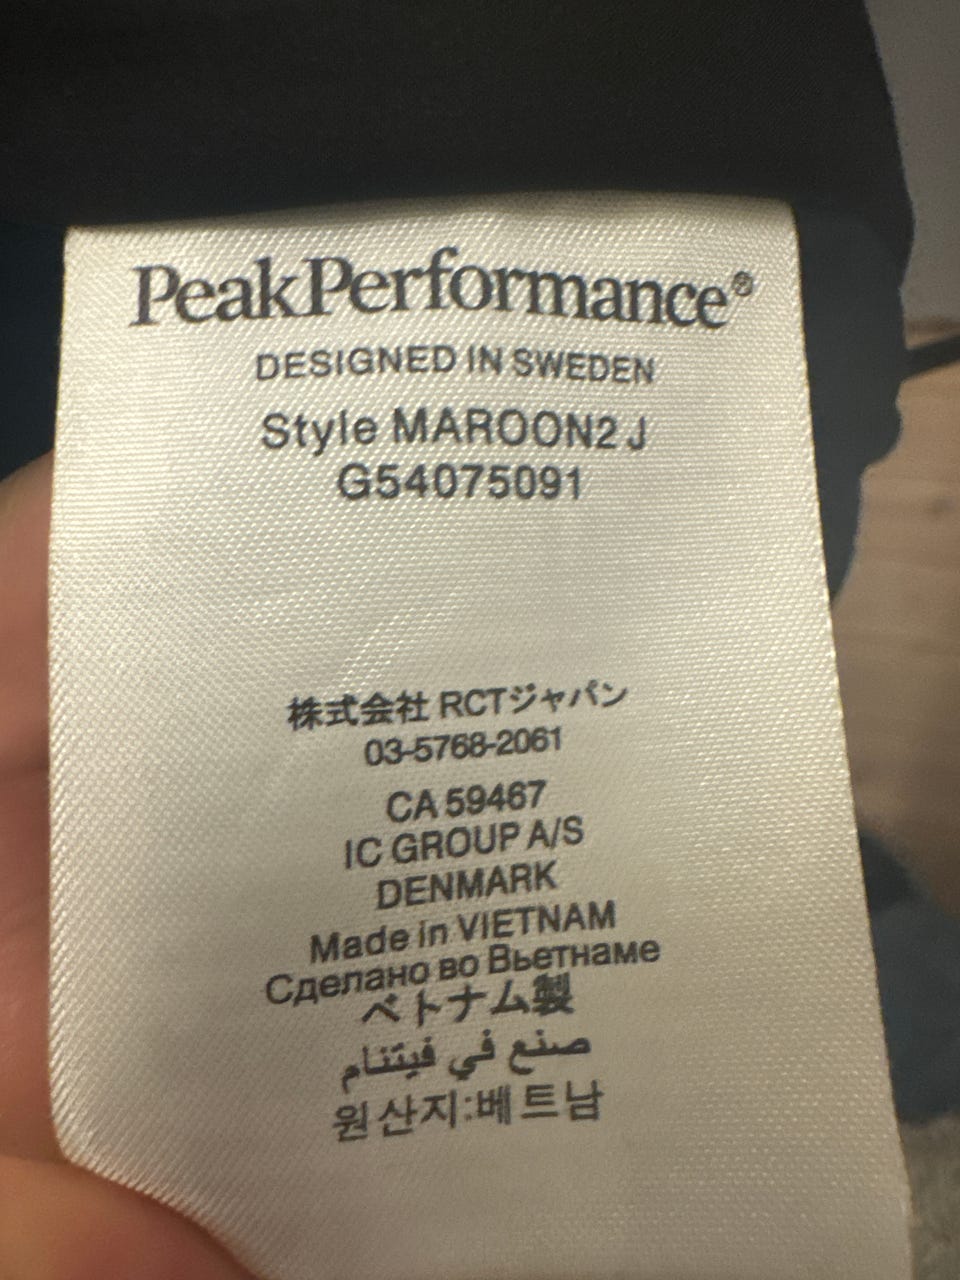 PeakPerformance®
DESIGNED IN SWEDEN
Style MAROON2 J
G54075091
株式会社 RCTジャパン
03-5768-2061
CA 59467
IC GROUP A/S
DENMARK
Made in VIETNAM
Сделано во Вьетнаме
ベトナム製
صنع في فيتنام
원산지:베트남